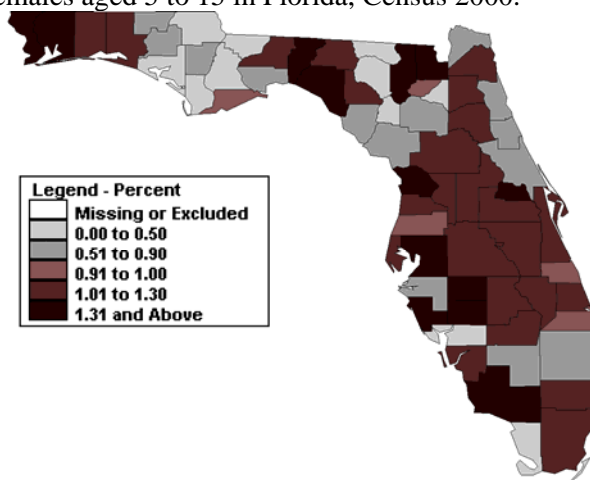 emales aged 5 to 15 in Florida, Census 2000.
Legend - Percent
Missing or Excluded
0.00 to 0.50
0.51 to 0.90
0.91 to 1.00
1.01 to 1.30
1.31 and Above